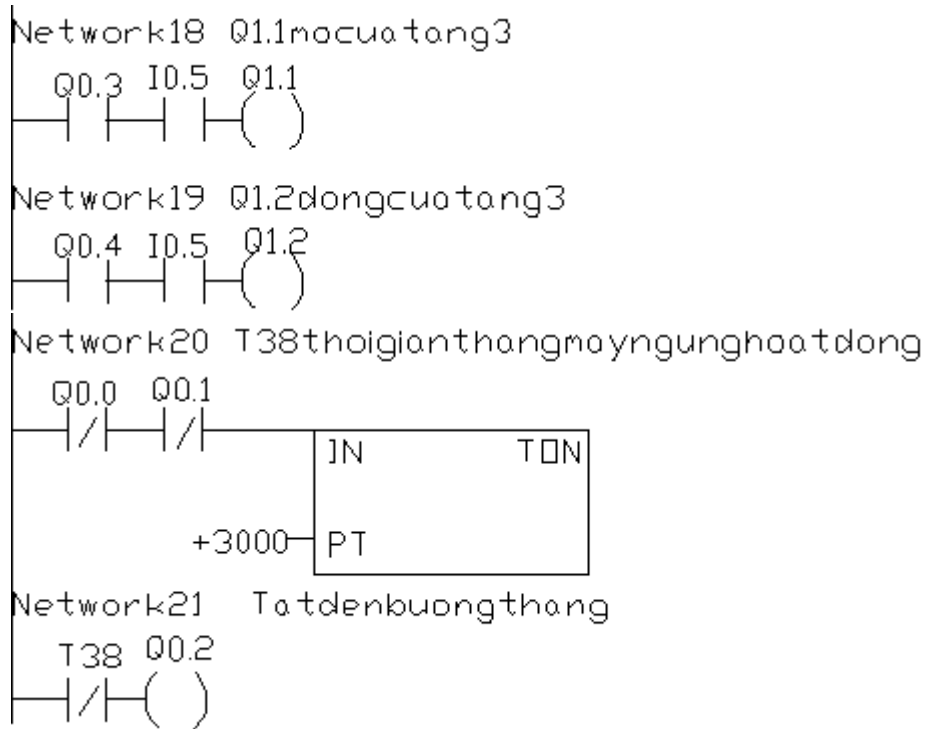 Network18 Q1.1mocuatang3
Q0.3 I0.5 Q1.1
Network19 Q1.2dongcuatang3
Q0.4 I0.5 Q1.2
Network20 T38thoigianthangmayngunghoatdong
Q0.0 Q0.1
IN TON
+3000 PT
Network21 Tatdenbuongthang
T38 Q0.2